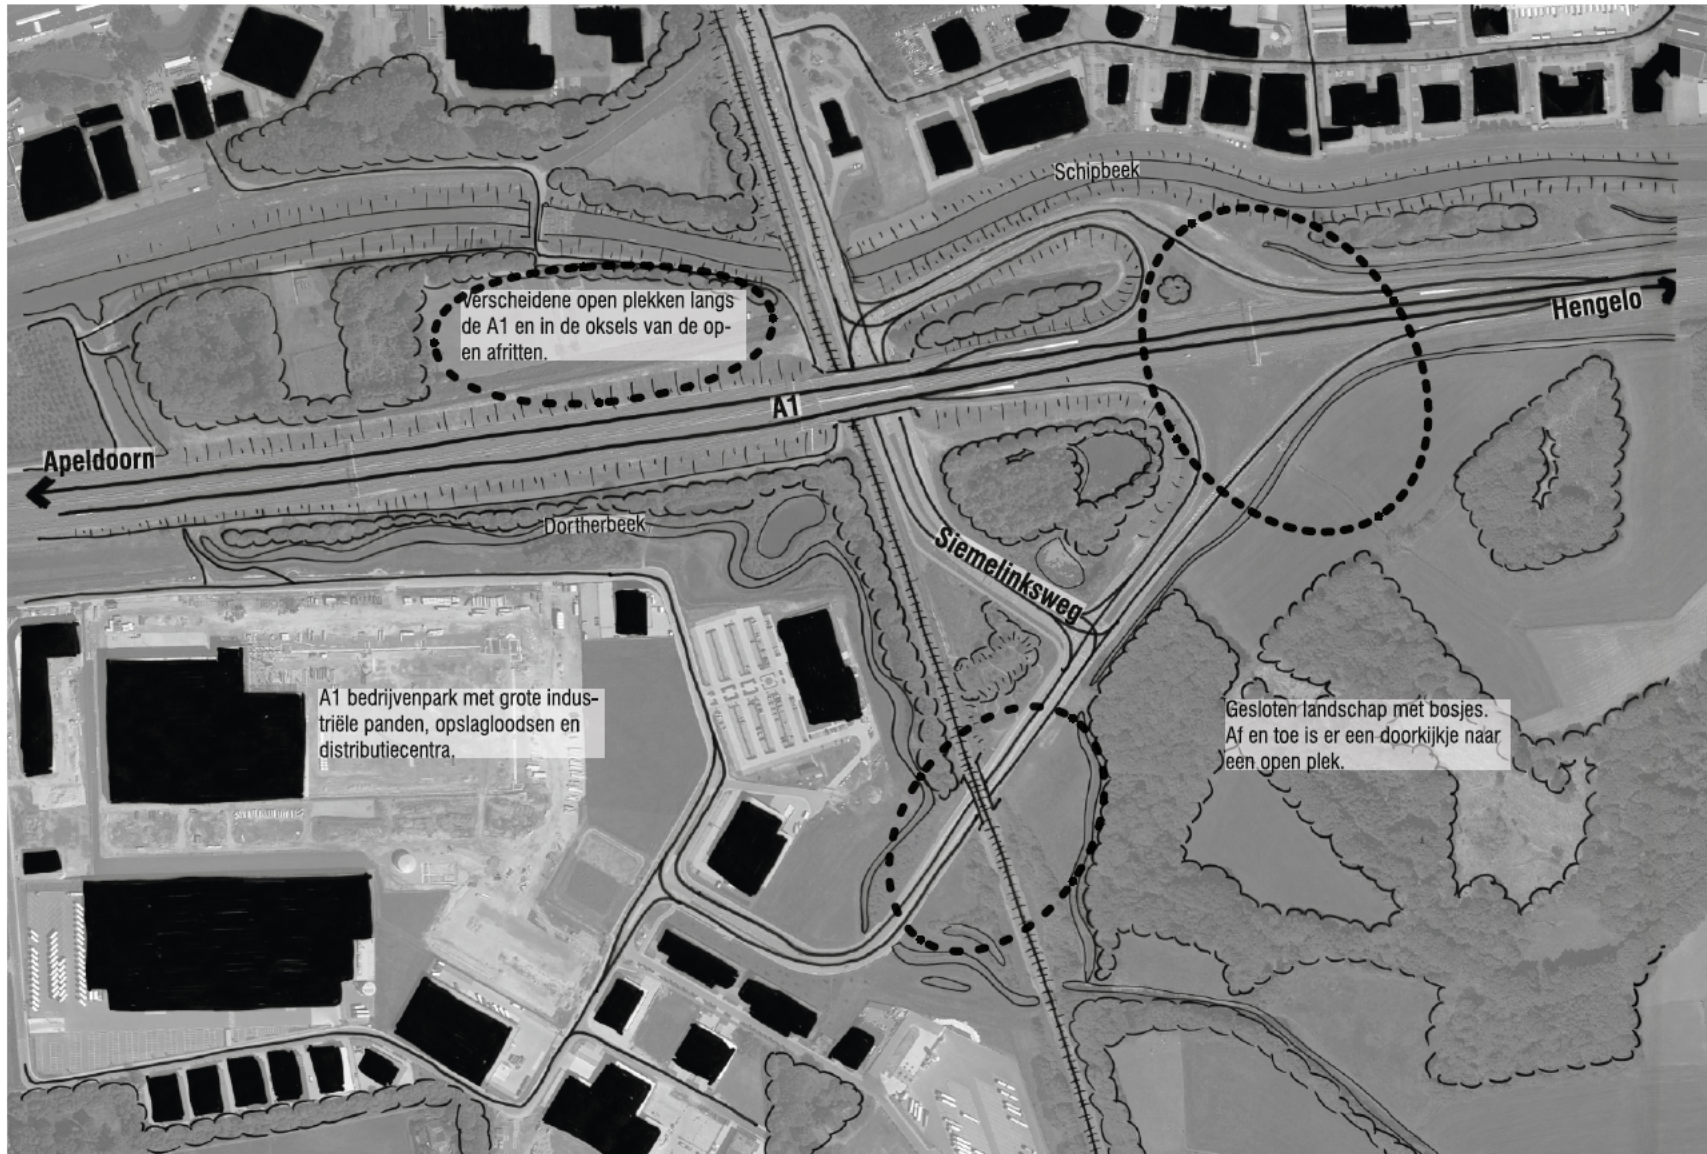 Schipbeek
Verscheidene open plekken langs
de A1 en in de oksels van de op-
en afritten.
Hengelo
A1
Apeldoorn
Dortherbeek
Siemelinksweg
A1 bedrijvenpark met grote indus-
triële panden, opslagloodsen en
distributiecentra.
Gesloten landschap met bosjes.
Af en toe is er een doorkijkje naar
een open plek.